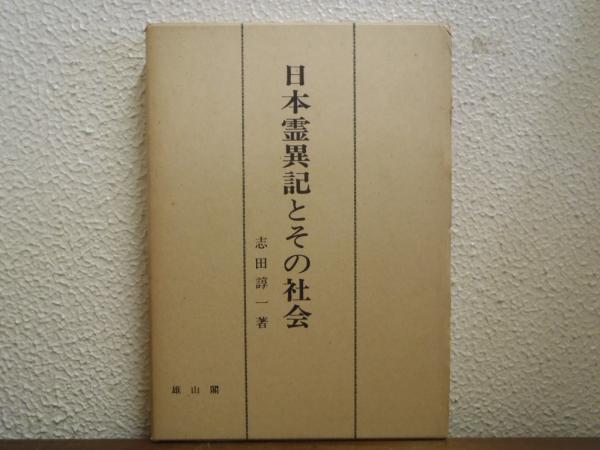 日本霊異記とその社会
志田諄一著
雄山閣